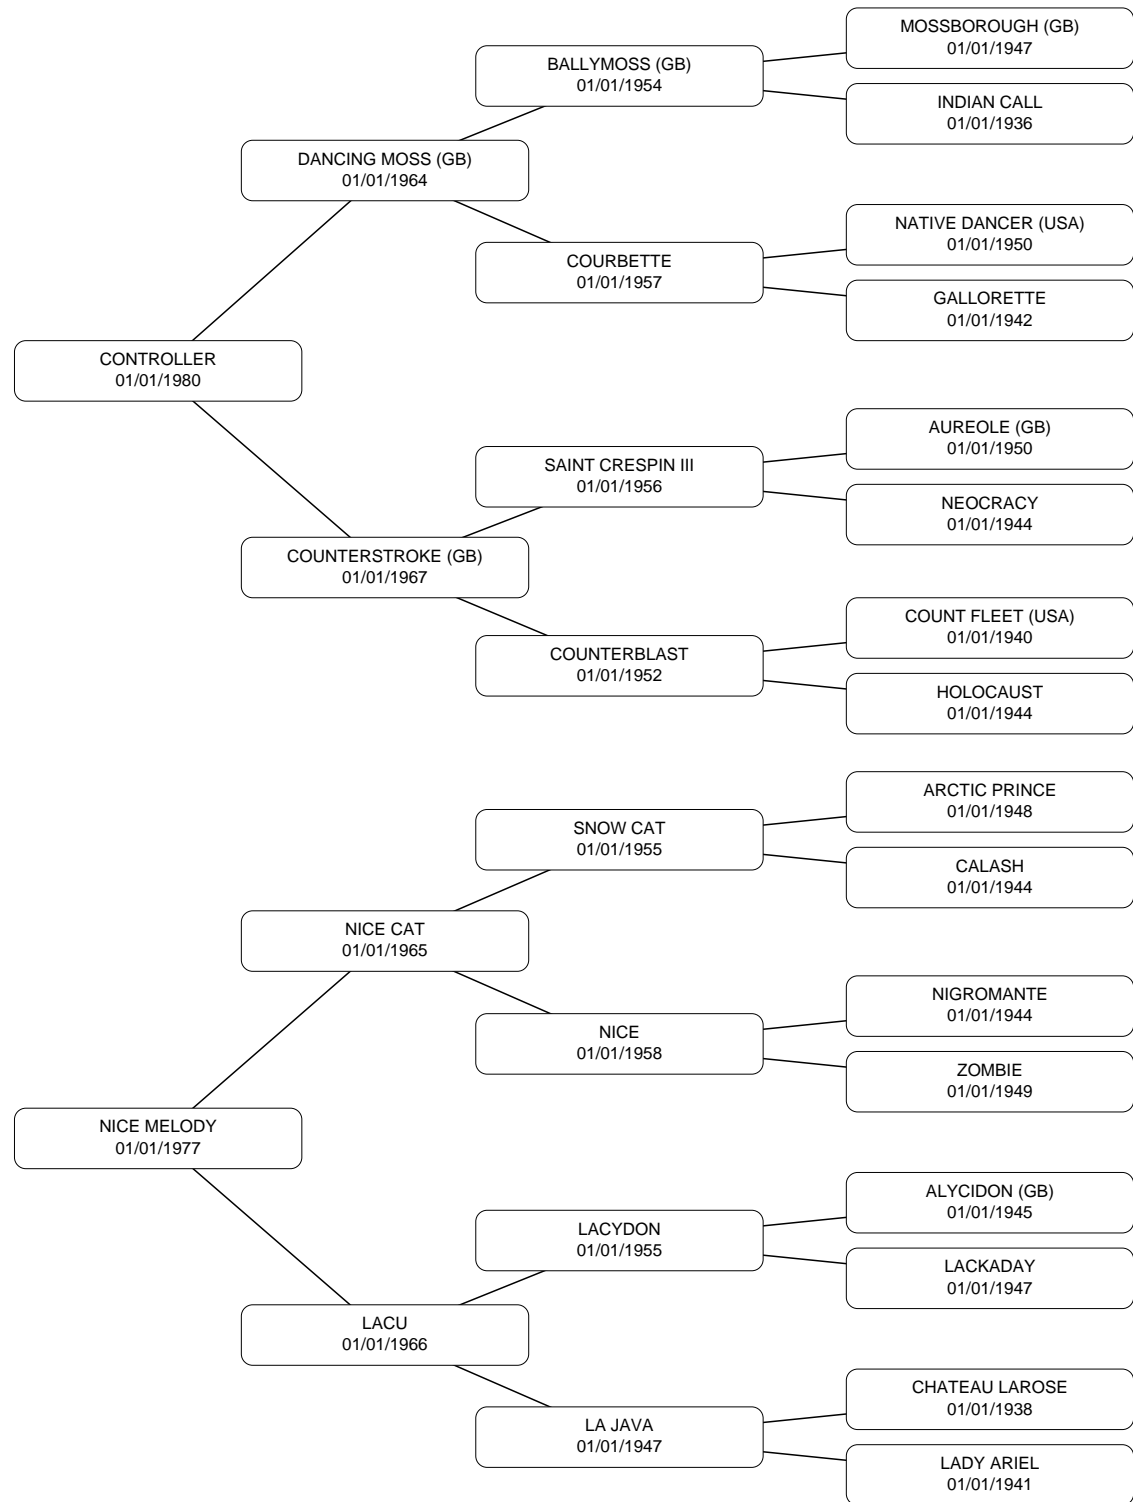 MOSSBOROUGH (GB)
01/01/1947
BALLYMOSS (GB)
01/01/1954
INDIAN CALL
01/01/1936
DANCING MOSS (GB)
01/01/1964
NATIVE DANCER (USA)
01/01/1950
COURBETTE
01/01/1957
GALLORETTE
01/01/1942
CONTROLLER
01/01/1980
AUREOLE (GB)
01/01/1950
SAINT CRESPIN III
01/01/1956
NEOCRACY
01/01/1944
COUNTERSTROKE (GB)
01/01/1967
COUNT FLEET (USA)
01/01/1940
COUNTERBLAST
01/01/1952
HOLOCAUST
01/01/1944
ARCTIC PRINCE
01/01/1948
SNOW CAT
01/01/1955
CALASH
01/01/1944
NICE CAT
01/01/1965
NIGROMANTE
01/01/1944
NICE
01/01/1958
ZOMBIE
01/01/1949
NICE MELODY
01/01/1977
ALYCIDON (GB)
01/01/1945
LACYDON
01/01/1955
LACKADAY
01/01/1947
LACU
01/01/1966
CHATEAU LAROSE
01/01/1938
LA JAVA
01/01/1947
LADY ARIEL
01/01/1941